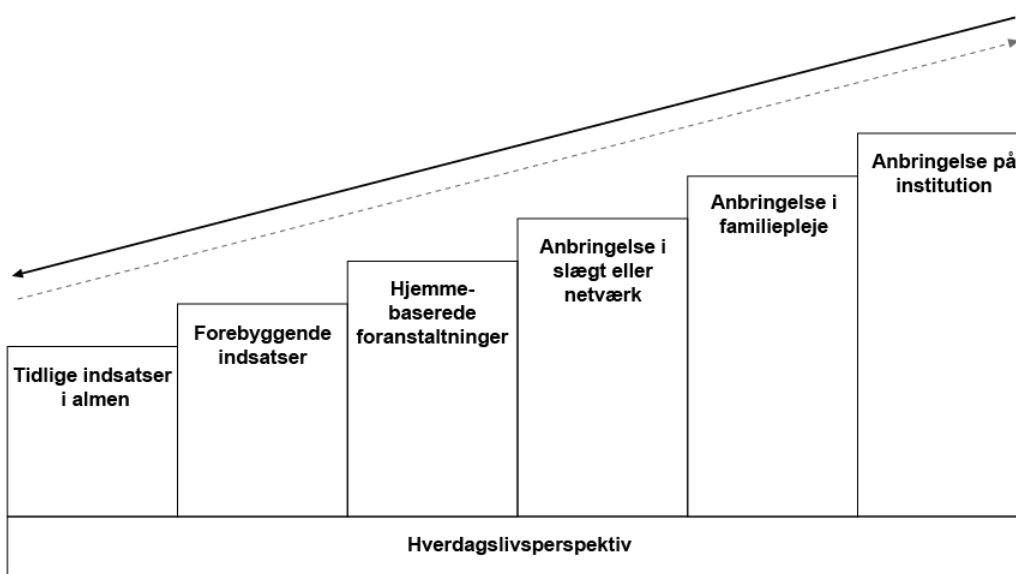 Tidlige indsatser
i almen
Forebyggende
indsatser
Hjemme-
baserede
foranstaltninger
Anbringelse i
slægt eller
netværk
Anbringelse i
familiepleje
Anbringelse på
institution
Hverdagslivsperspektiv